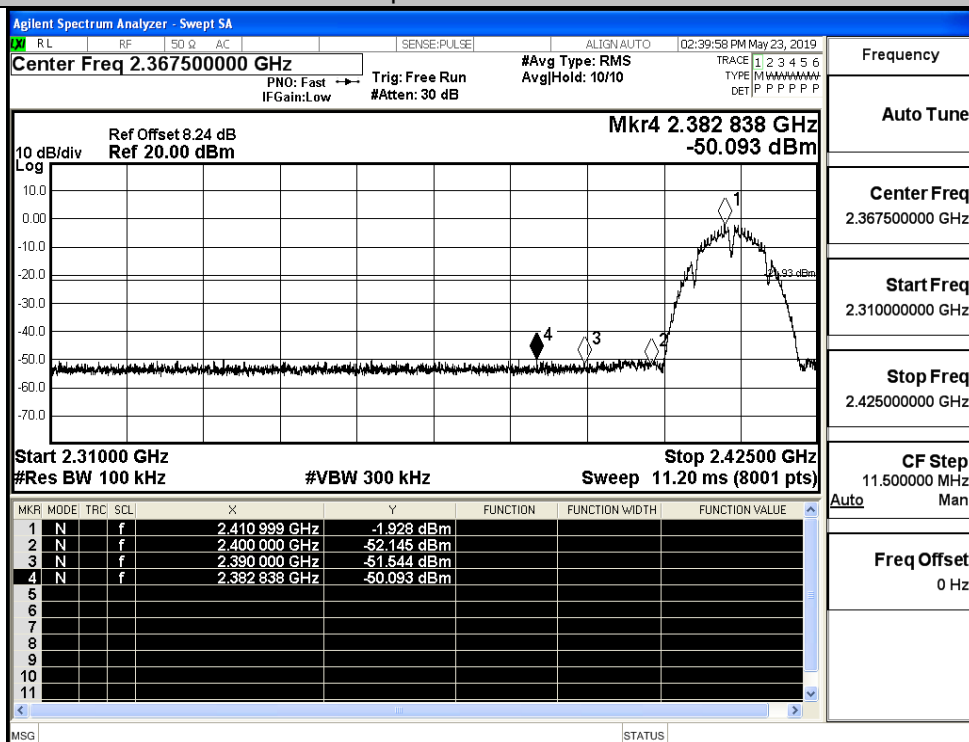 Agilent Spectrum Analyzer - Swept SA
LXI RL RF 50 Ω AC SENSE:PULSE ALIGN AUTO 02:39:58 PM May 23, 2019
Center Freq 2.367500000 GHz
PNO: Fast
IFGain:Low
Trig: Free Run
#Atten: 30 dB
#Avg Type: RMS
Avg|Hold: 10/10
TRACE 1 2 3 4 5 6
TYPE M WWWWW
DET P P P P P P
Ref Offset 8.24 dB
10 dB/div Ref 20.00 dBm
Log
Mkr4 2.382 838 GHz
-50.093 dBm
10.0
0.00
-10.0
-20.0
-30.0
-40.0
-50.0
-60.0
-70.0
1
2
3
4
-21.93 dBm
Start 2.31000 GHz Stop 2.42500 GHz
#Res BW 100 kHz #VBW 300 kHz Sweep 11.20 ms (8001 pts)
MKR MODE TRC SCL X Y FUNCTION FUNCTION WIDTH FUNCTION VALUE
1 N f 2.410 999 GHz -1.928 dBm
2 N f 2.400 000 GHz -52.145 dBm
3 N f 2.390 000 GHz -51.544 dBm
4 N f 2.382 838 GHz -50.093 dBm
5
6
7
8
9
10
11
MSG STATUS
Frequency
Auto Tune
Center Freq
2.367500000 GHz
Start Freq
2.310000000 GHz
Stop Freq
2.425000000 GHz
CF Step
11.500000 MHz
Auto Man
Freq Offset
0 Hz